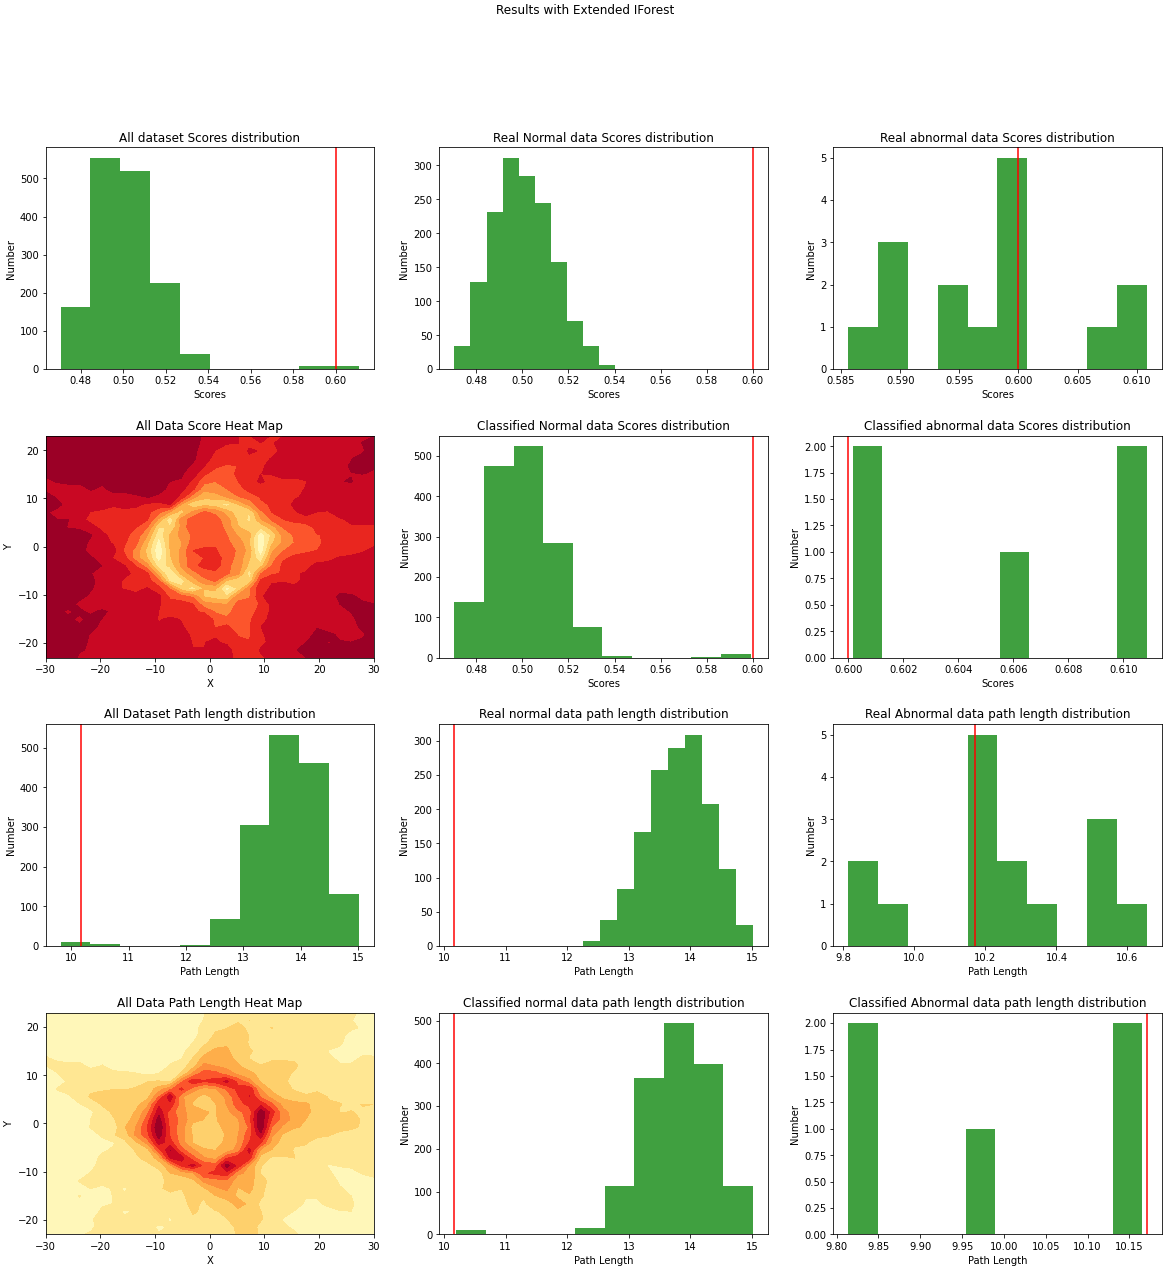 Results with Extended IForest
All dataset Scores distribution
Number
500
400
300
200
100
0
0.48 0.50 0.52 0.54 0.56 0.58 0.60
Scores
Real Normal data Scores distribution
Number
300
250
200
150
100
50
0
0.48 0.50 0.52 0.54 0.56 0.58 0.60
Scores
Real abnormal data Scores distribution
Number
5
4
3
2
1
0
0.585 0.590 0.595 0.600 0.605 0.610
Scores
All Data Score Heat Map
Y
20
10
0
−10
−20
−30 −20 −10 0 10 20 30
X
Classified Normal data Scores distribution
Number
500
400
300
200
100
0
0.48 0.50 0.52 0.54 0.56 0.58 0.60
Scores
Classified abnormal data Scores distribution
Number
2.00
1.75
1.50
1.25
1.00
0.75
0.50
0.25
0.00
0.600 0.602 0.604 0.606 0.608 0.610
Scores
All Dataset Path length distribution
Number
500
400
300
200
100
0
10 11 12 13 14 15
Path Length
Real normal data path length distribution
Number
300
250
200
150
100
50
0
10 11 12 13 14 15
Path Length
Real Abnormal data path length distribution
Number
5
4
3
2
1
0
9.8 10.0 10.2 10.4 10.6
Path Length
All Data Path Length Heat Map
Y
20
10
0
−10
−20
−30 −20 −10 0 10 20 30
X
Classified normal data path length distribution
Number
500
400
300
200
100
0
10 11 12 13 14 15
Path Length
Classified Abnormal data path length distribution
Number
2.00
1.75
1.50
1.25
1.00
0.75
0.50
0.25
0.00
9.80 9.85 9.90 9.95 10.00 10.05 10.10 10.15
Path Length